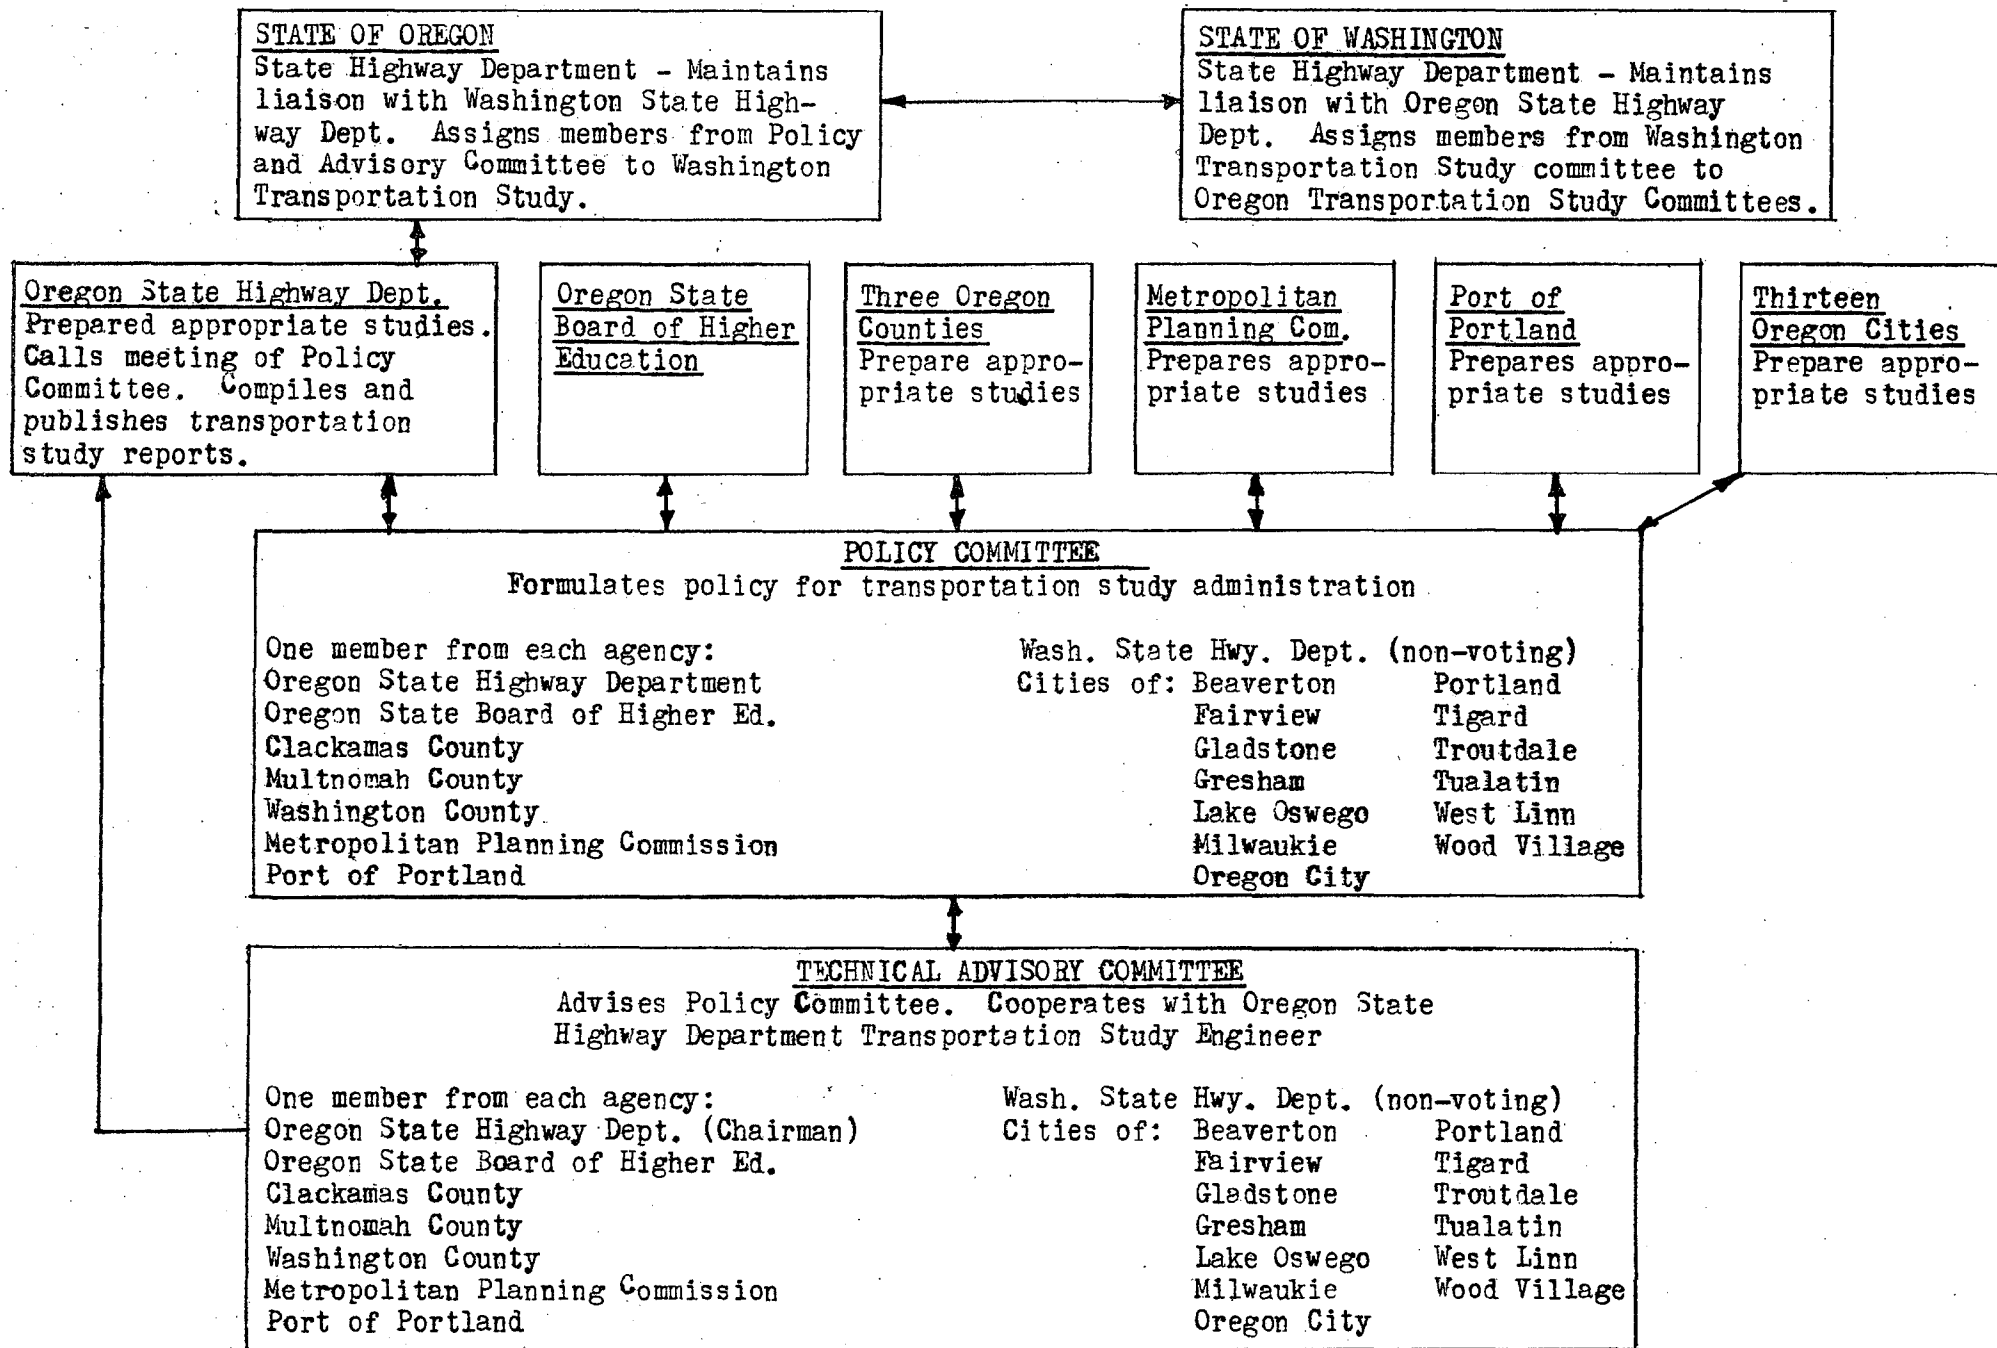 STATE OF OREGON
State Highway Department - Maintains
liaison with Washington State High-
way Dept. Assigns members from Policy
and Advisory Committee to Washington
Transportation Study.
STATE OF WASHINGTON
State Highway Department - Maintains
liaison with Oregon State Highway
Dept. Assigns members from Washington
Transportation Study committee to
Oregon Transportation Study Committees.
Oregon State Highway Dept.
Prepared appropriate studies.
Calls meeting of Policy
Committee. Compiles and
publishes transportation
study reports.
Oregon State
Board of Higher
Education
Three Oregon
Counties
Prepare appro-
priate studies
Metropolitan
Planning Com.
Prepares appro-
priate studies
Port of
Portland
Prepares appro-
priate studies
Thirteen
Oregon Cities
Prepare appro-
priate studies
POLICY COMMITTEE
Formulates policy for transportation study administration
One member from each agency:
Oregon State Highway Department
Oregon State Board of Higher Ed.
Clackamas County
Multnomah County
Washington County
Metropolitan Planning Commission
Port of Portland
Wash. State Hwy. Dept. (non-voting)
Cities of: Beaverton Portland
Fairview Tigard
Gladstone Troutdale
Gresham Tualatin
Lake Oswego West Linn
Milwaukie Wood Village
Oregon City
TECHNICAL ADVISORY COMMITTEE
Advises Policy Committee. Cooperates with Oregon State
Highway Department Transportation Study Engineer
One member from each agency:
Oregon State Highway Dept. (Chairman)
Oregon State Board of Higher Ed.
Clackamas County
Multnomah County
Washington County
Metropolitan Planning Commission
Port of Portland
Wash. State Hwy. Dept. (non-voting)
Cities of: Beaverton Portland
Fairview Tigard
Gladstone Troutdale
Gresham Tualatin
Lake Oswego West Linn
Milwaukie Wood Village
Oregon City